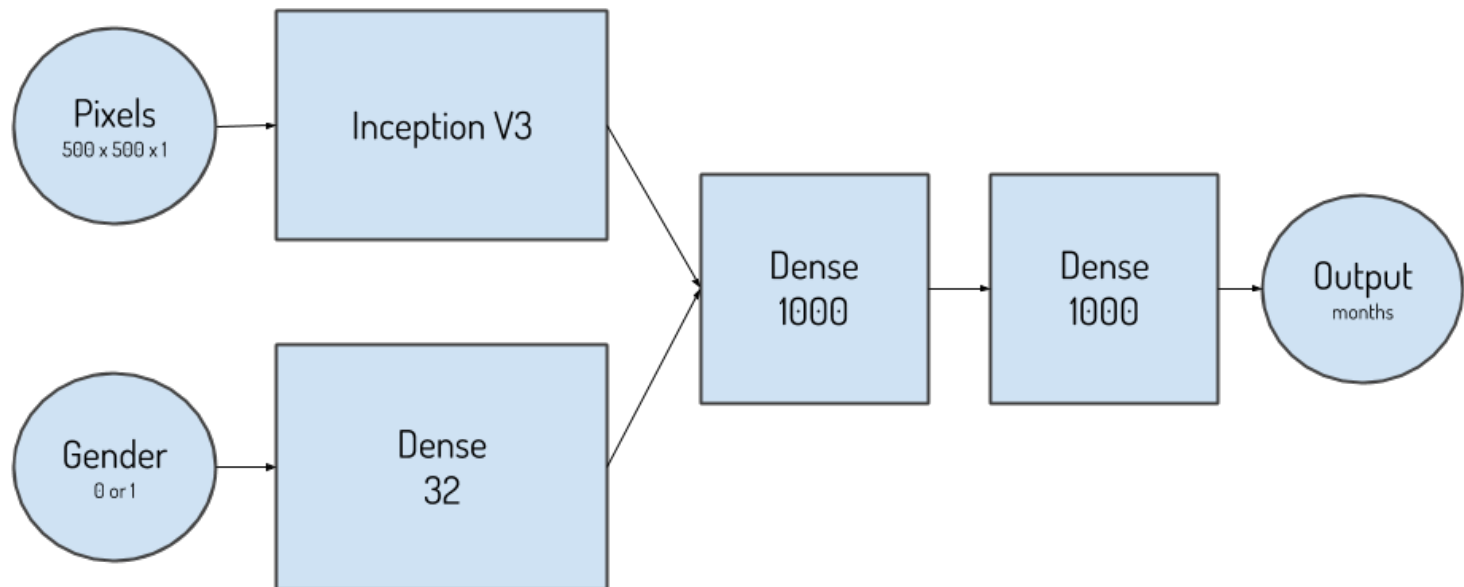 Pixels
500 x 500 x 1
Inception V3
Gender
0 or 1
Dense
32
Dense
1000
Dense
1000
Output
months